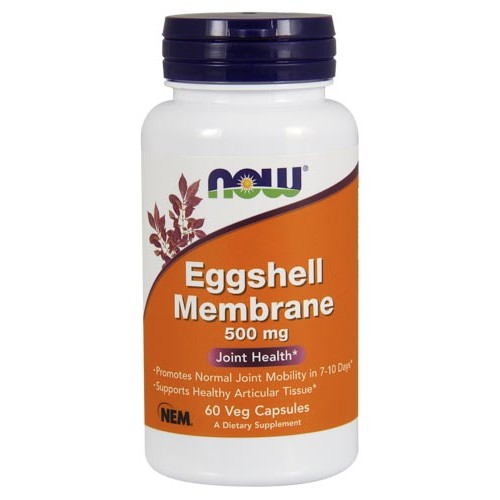 NOW®
Eggshell
Membrane
500 mg
Joint Health*
•Promotes Normal Joint Mobility in 7-10 Days*
•Supports Healthy Articular Tissue*
NEM®
60 Veg Capsules
A Dietary Supplement